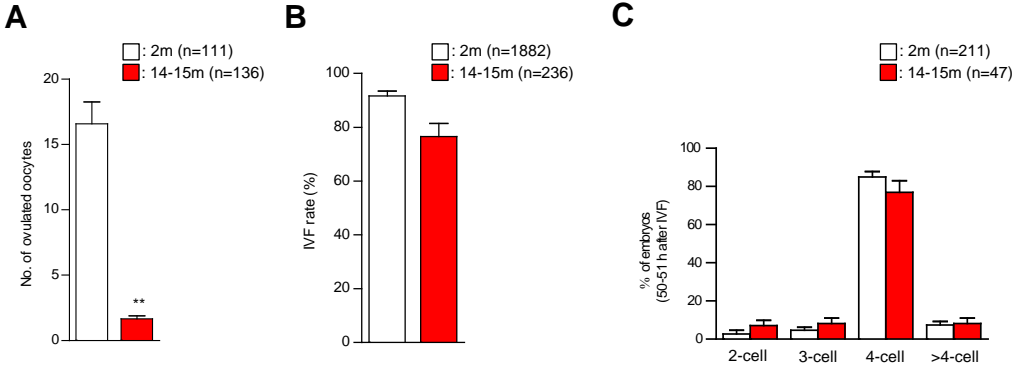 A
: 2m (n=111)
: 14-15m (n=136)
No. of ovulated oocytes
20
15
10
5
0
**
B
: 2m (n=1882)
: 14-15m (n=236)
IVF rate (%)
100
80
60
40
20
0
C
: 2m (n=211)
: 14-15m (n=47)
% of embryos
(50-51 h after IVF)
100
80
60
40
20
0
2-cell
3-cell
4-cell
>4-cell